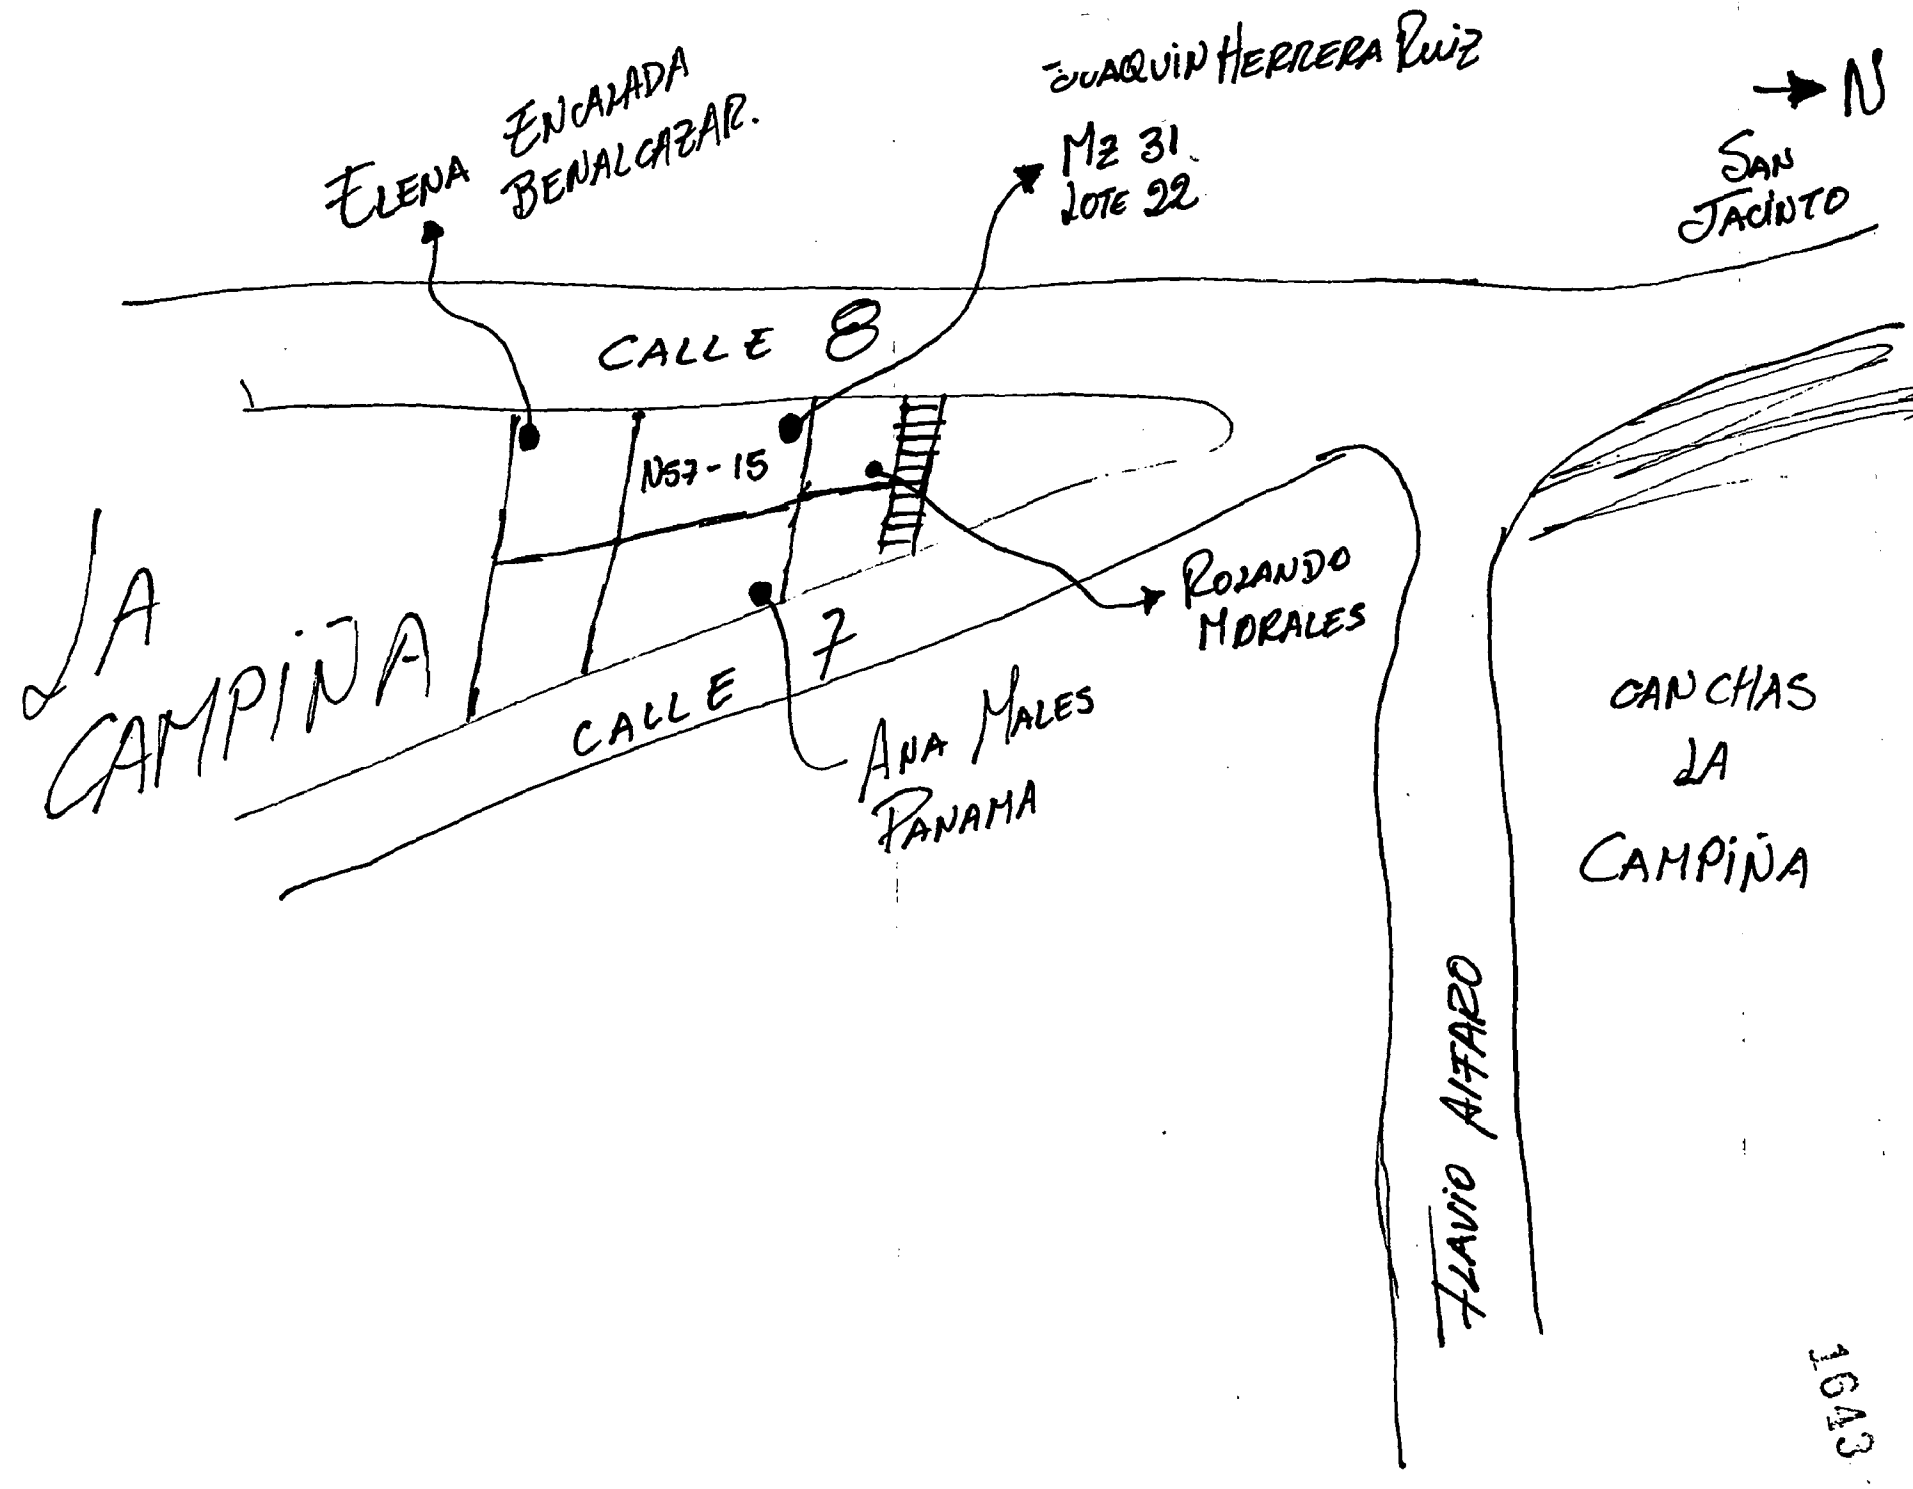 ELENA ENCALADA
BENALCAZAR.
JUAQUIN HERRERA RUIZ
MZ 31
LOTE 22
→ N
SAN
JACINTO
CALLE 8
N57-15
LA
CAMPIÑA
CALLE 7
ROLANDO
MORALES
ANA MALES
PANAMA
CANCHAS
LA
CAMPIÑA
FLAVIO ALFARO
1643